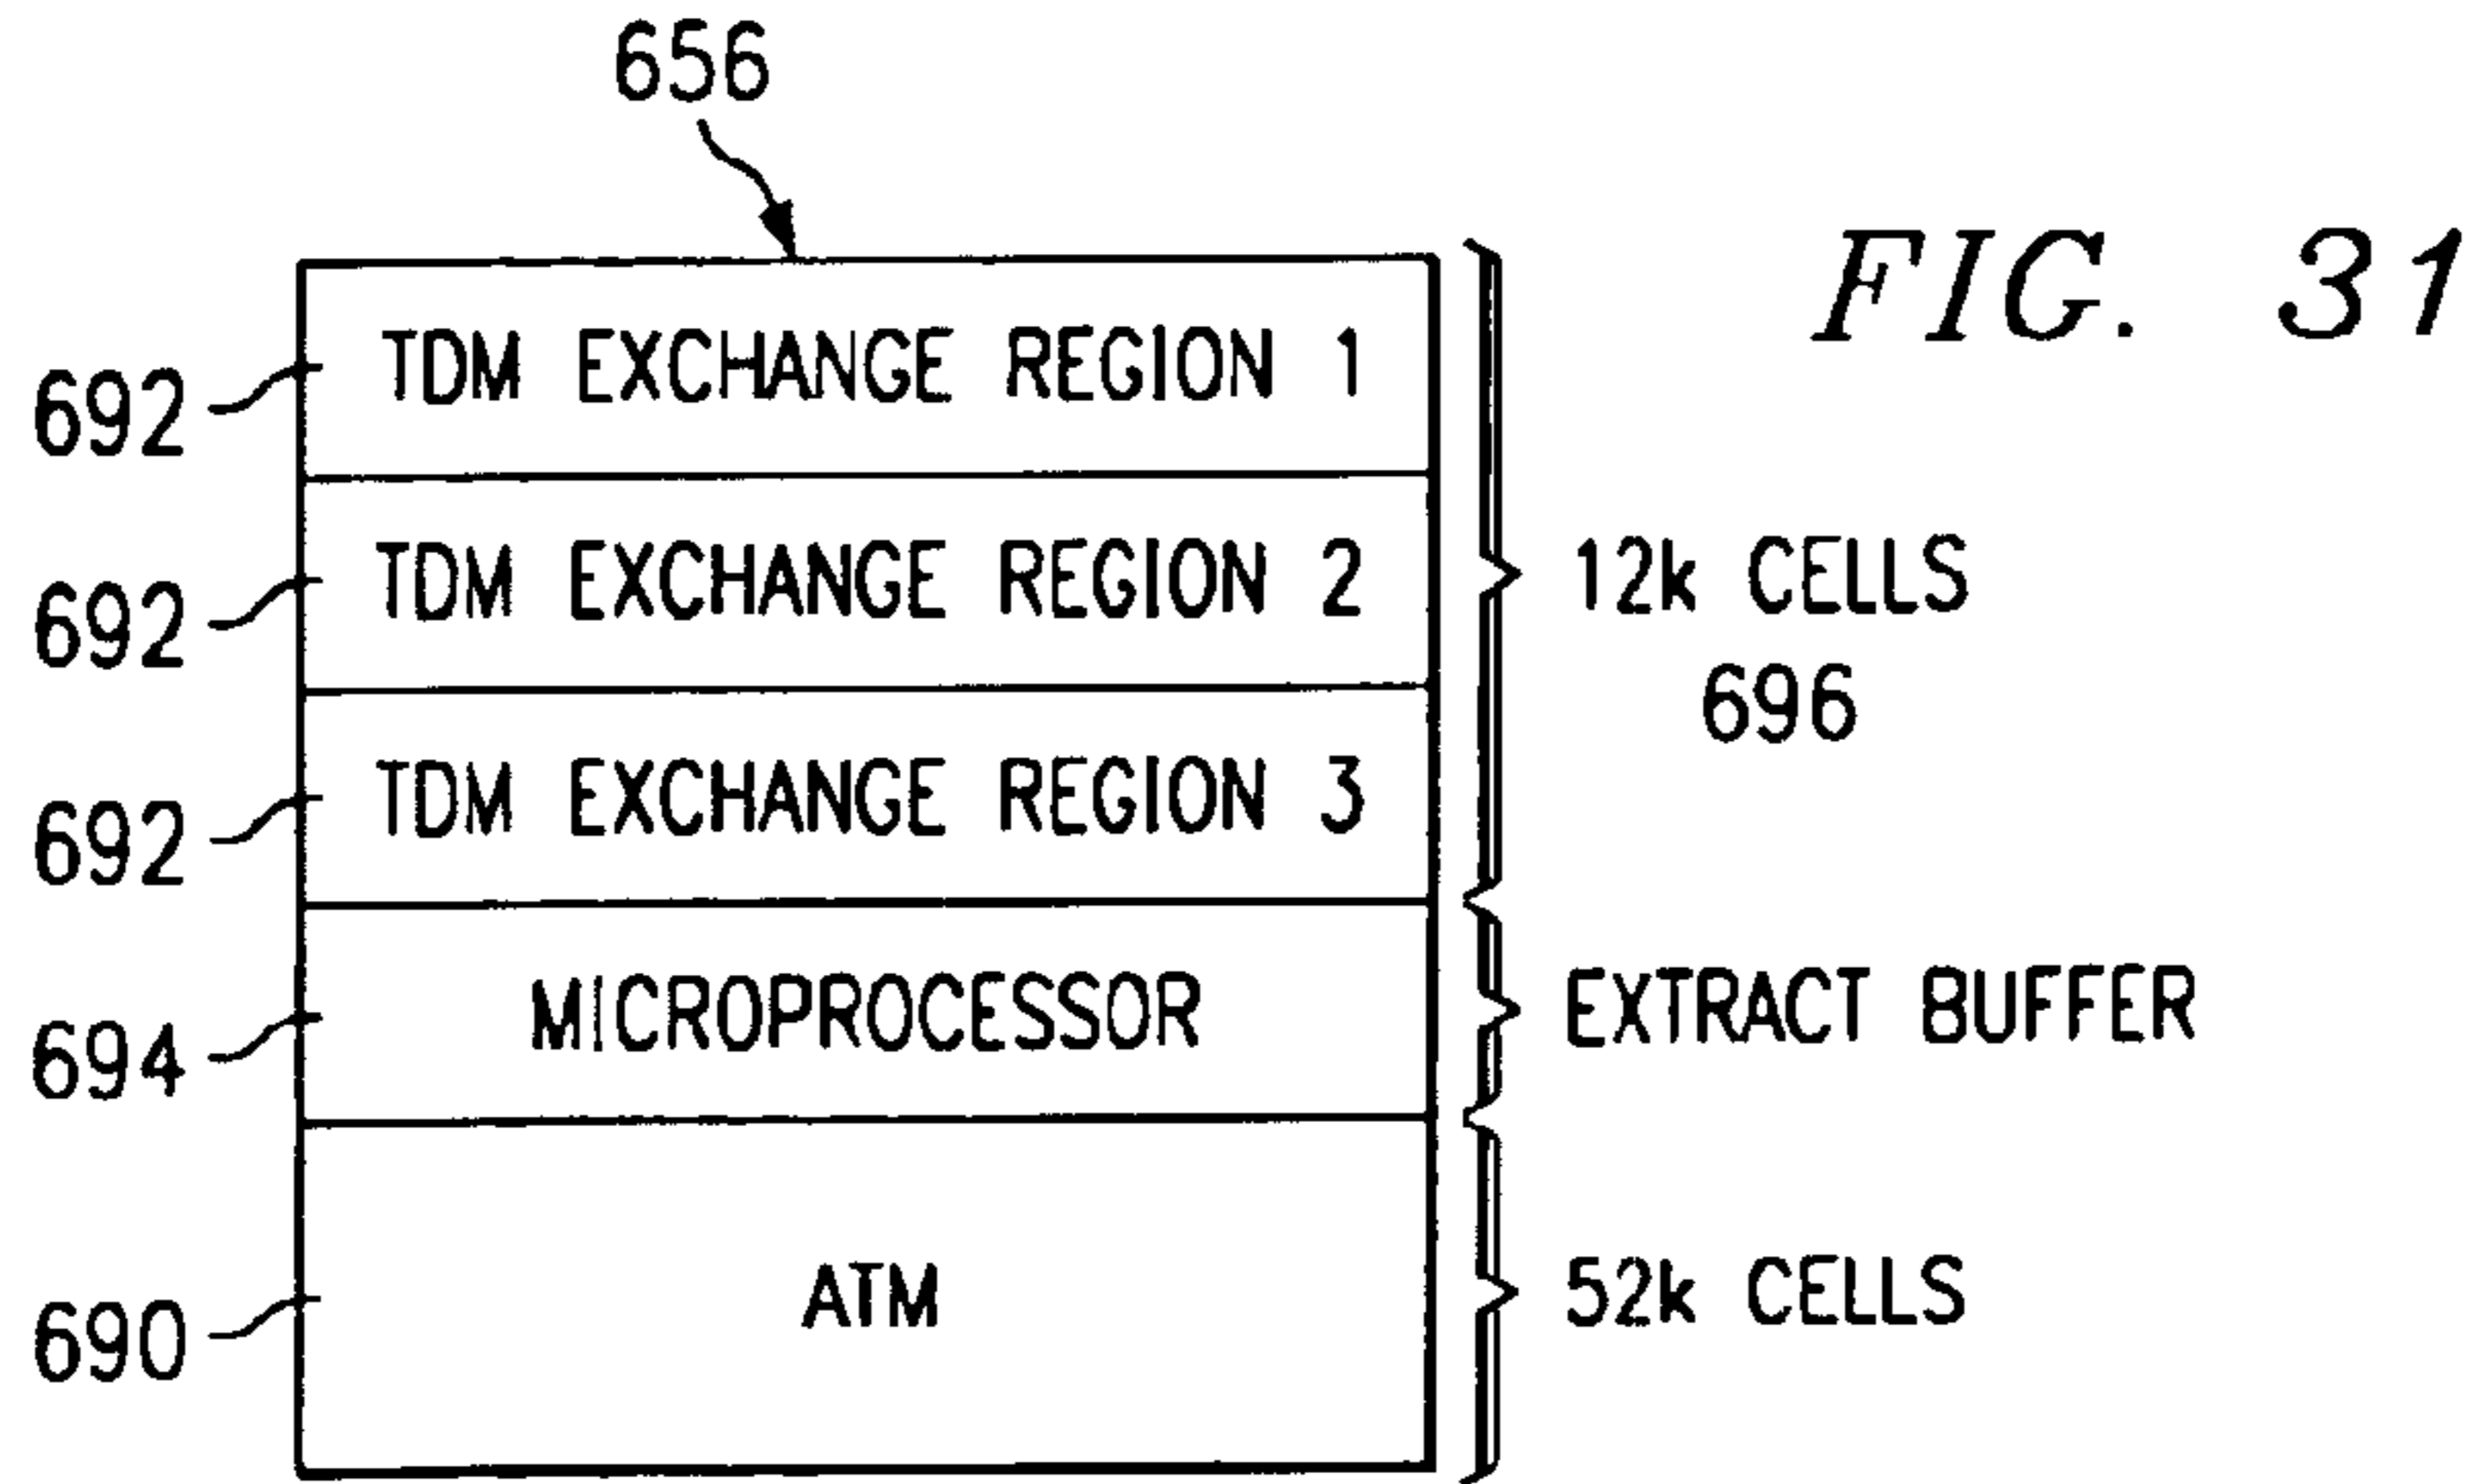 656
FIG. 31
692 TDM EXCHANGE REGION 1
692 TDM EXCHANGE REGION 2 12k CELLS
696
692 TDM EXCHANGE REGION 3
694 MICROPROCESSOR EXTRACT BUFFER
690 ATM 52k CELLS